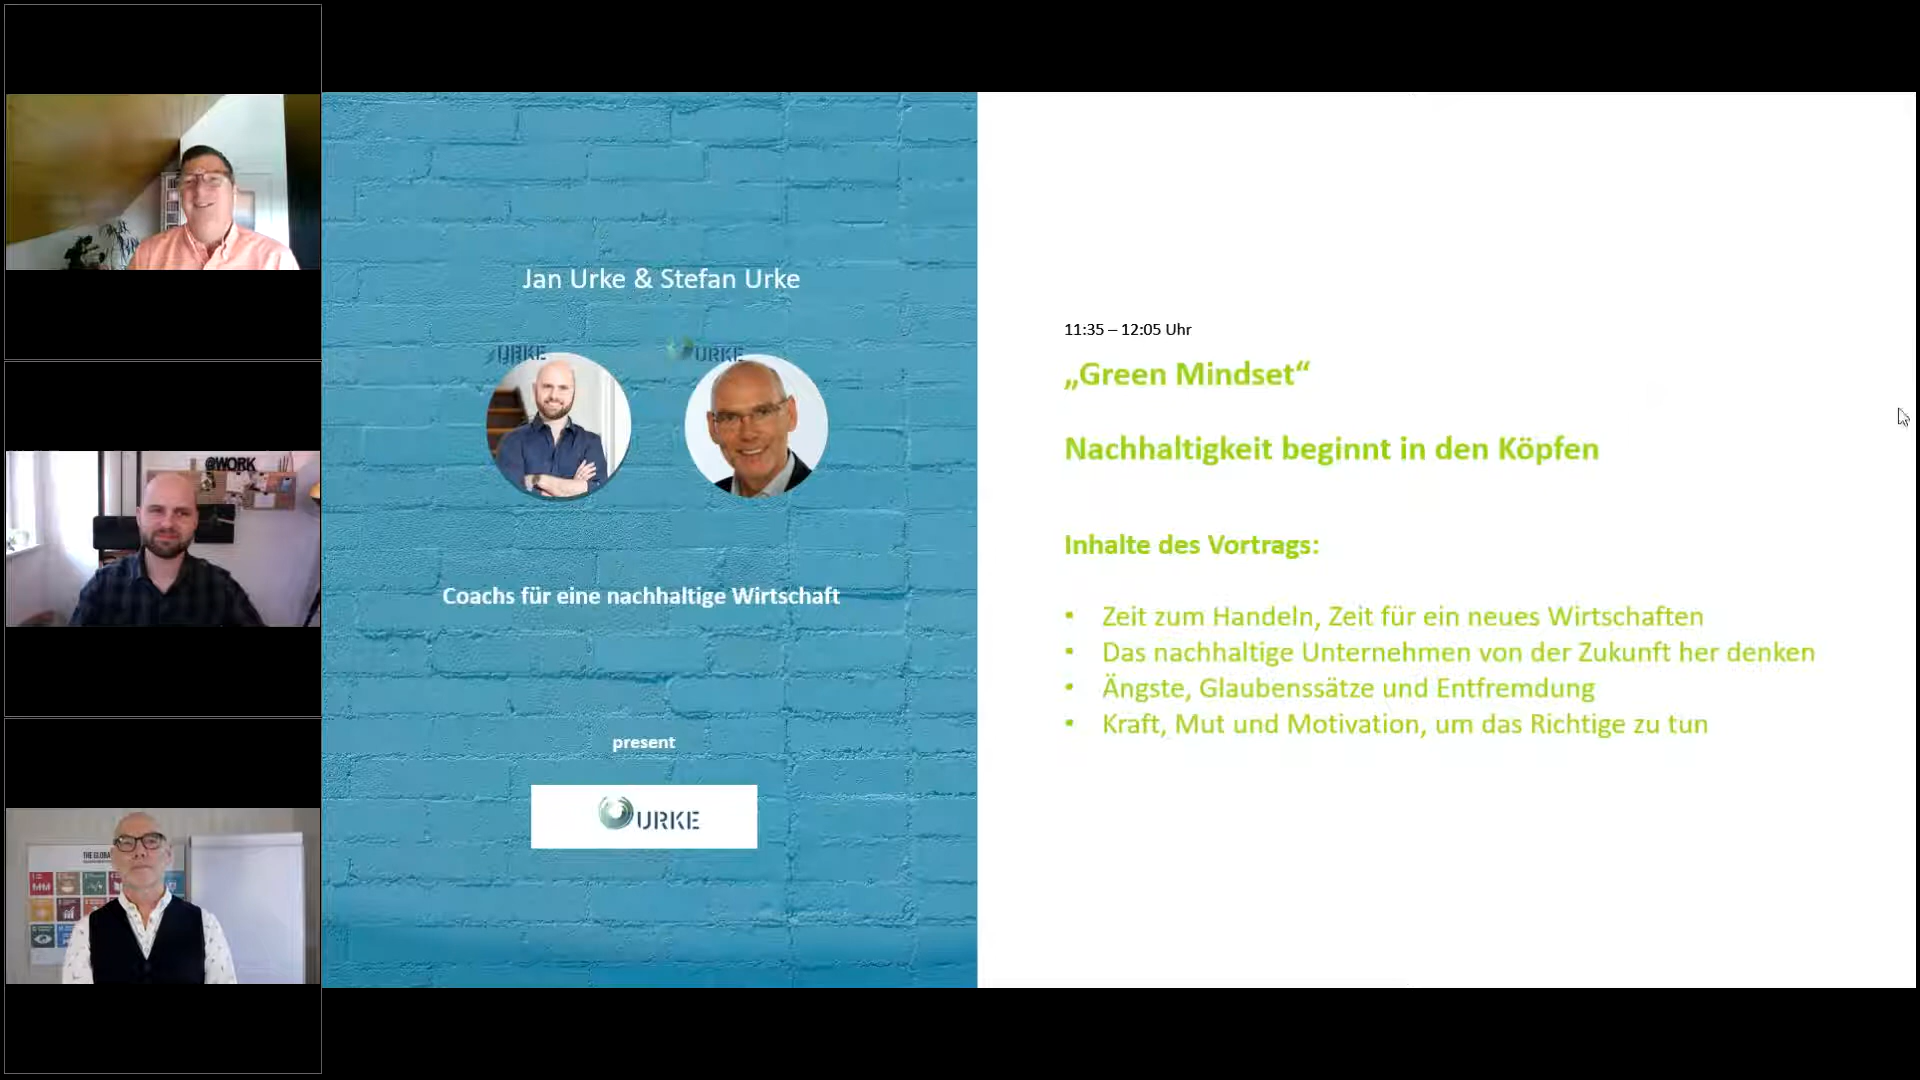 @WORK
THE GLOBA
Jan Urke & Stefan Urke
URKE
URKE
Coachs für eine nachhaltige Wirtschaft
present
URKE
11:35 – 12:05 Uhr
„Green Mindset“
Nachhaltigkeit beginnt in den Köpfen
Inhalte des Vortrags:
• Zeit zum Handeln, Zeit für ein neues Wirtschaften
• Das nachhaltige Unternehmen von der Zukunft her denken
• Ängste, Glaubenssätze und Entfremdung
• Kraft, Mut und Motivation, um das Richtige zu tun